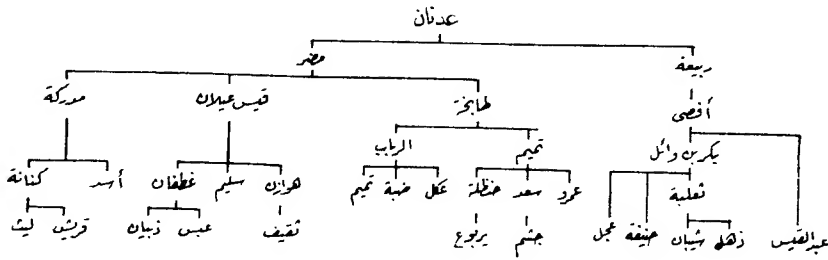 عدنان
ربيعة مضر
أفصى طابخة قيس عيلان مدركة
بكر بن وائل تميم الرباب
ثعلبة عمرو سعد حنظلة عكل ضبة تميم هوازن سليم غطفان أسد كنانة
عبد القيس ذهل شيبان حنيفة عجل جشم يربوع ثقيف عبس ذبيان قريش ليث